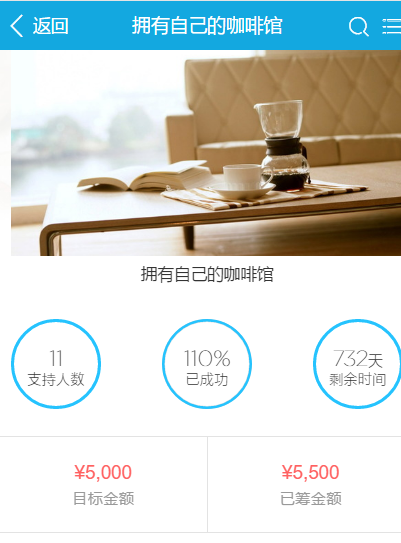 返回 拥有自己的咖啡馆
拥有自己的咖啡馆
11 110% 732天
支持人数 已成功 剩余时间
¥5,000 ¥5,500
目标金额 已筹金额